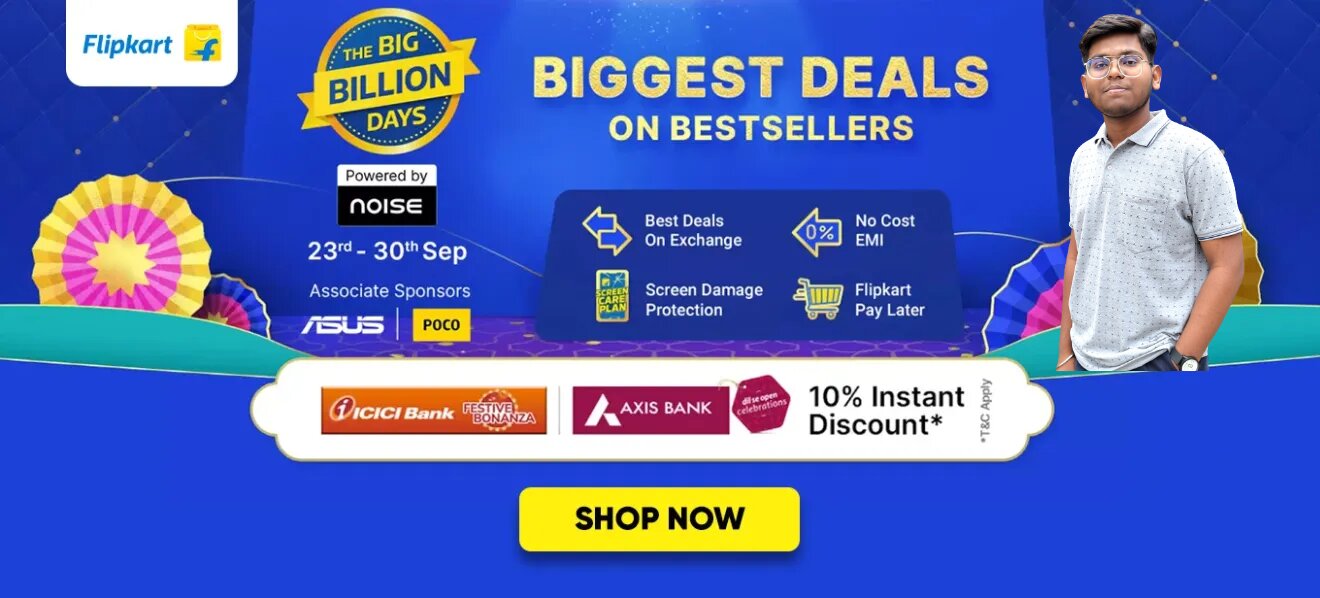 Flipkart
THE BIG
BILLION
DAYS
Powered by
noise
23rd - 30th Sep
Associate Sponsors
ASUS
POCO
BIGGEST DEALS
ON BESTSELLERS
Best Deals
On Exchange
0%
No Cost
EMI
SCREEN
CARE
PLAN
Screen Damage
Protection
Flipkart
Pay Later
ICICI Bank
FESTIVE
BONANZA
AXIS BANK
dil se open
celebrations
10% Instant
Discount*
*T&C Apply
SHOP NOW